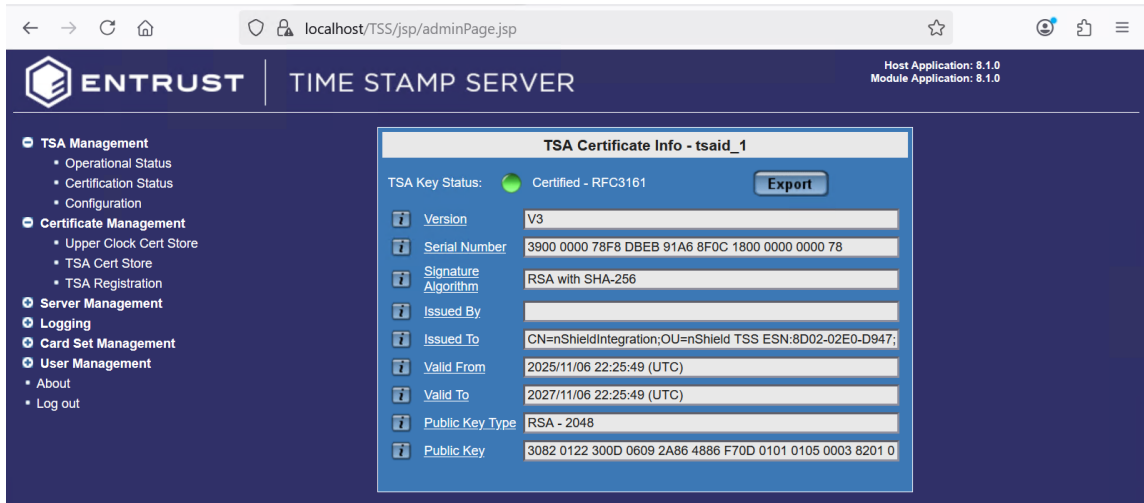 localhost/TSS/jsp/adminPage.jsp
ENTRUST TIME STAMP SERVER
Host Application: 8.1.0
Module Application: 8.1.0
TSA Management
Operational Status
Certification Status
Configuration
Certificate Management
Upper Clock Cert Store
TSA Cert Store
TSA Registration
Server Management
Logging
Card Set Management
User Management
About
Log out
TSA Certificate Info - tsaid_1
TSA Key Status: Certified - RFC3161 Export
i Version V3
i Serial Number 3900 0000 78F8 DBEB 91A6 8F0C 1800 0000 0000 78
i Signature Algorithm RSA with SHA-256
i Issued By
i Issued To CN=nShieldIntegration;OU=nShield TSS ESN:8D02-02E0-D947;
i Valid From 2025/11/06 22:25:49 (UTC)
i Valid To 2027/11/06 22:25:49 (UTC)
i Public Key Type RSA - 2048
i Public Key 3082 0122 300D 0609 2A86 4886 F70D 0101 0105 0003 8201 0